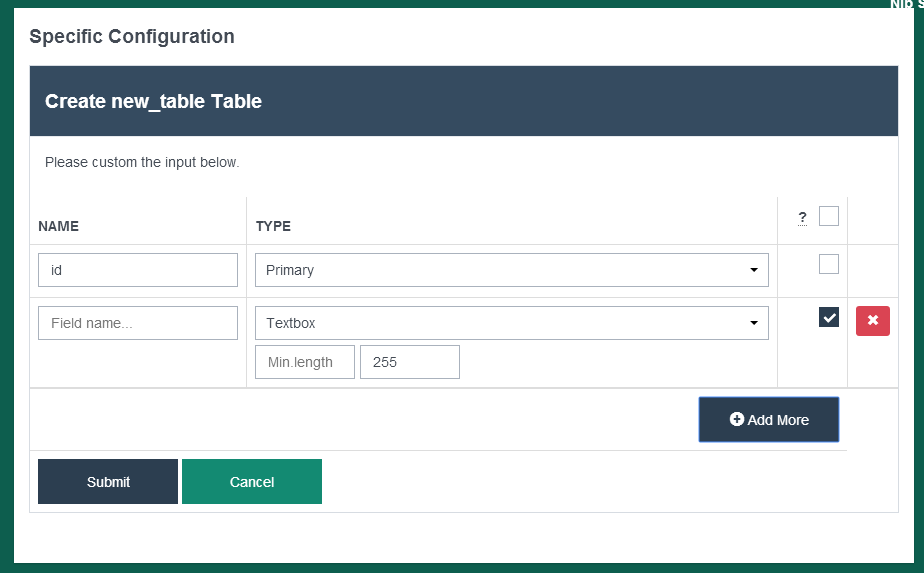 Specific Configuration
Create new_table Table
Please custom the input below.
NAME TYPE ?
id Primary
Field name... Textbox
Min.length 255
Add More
Submit Cancel